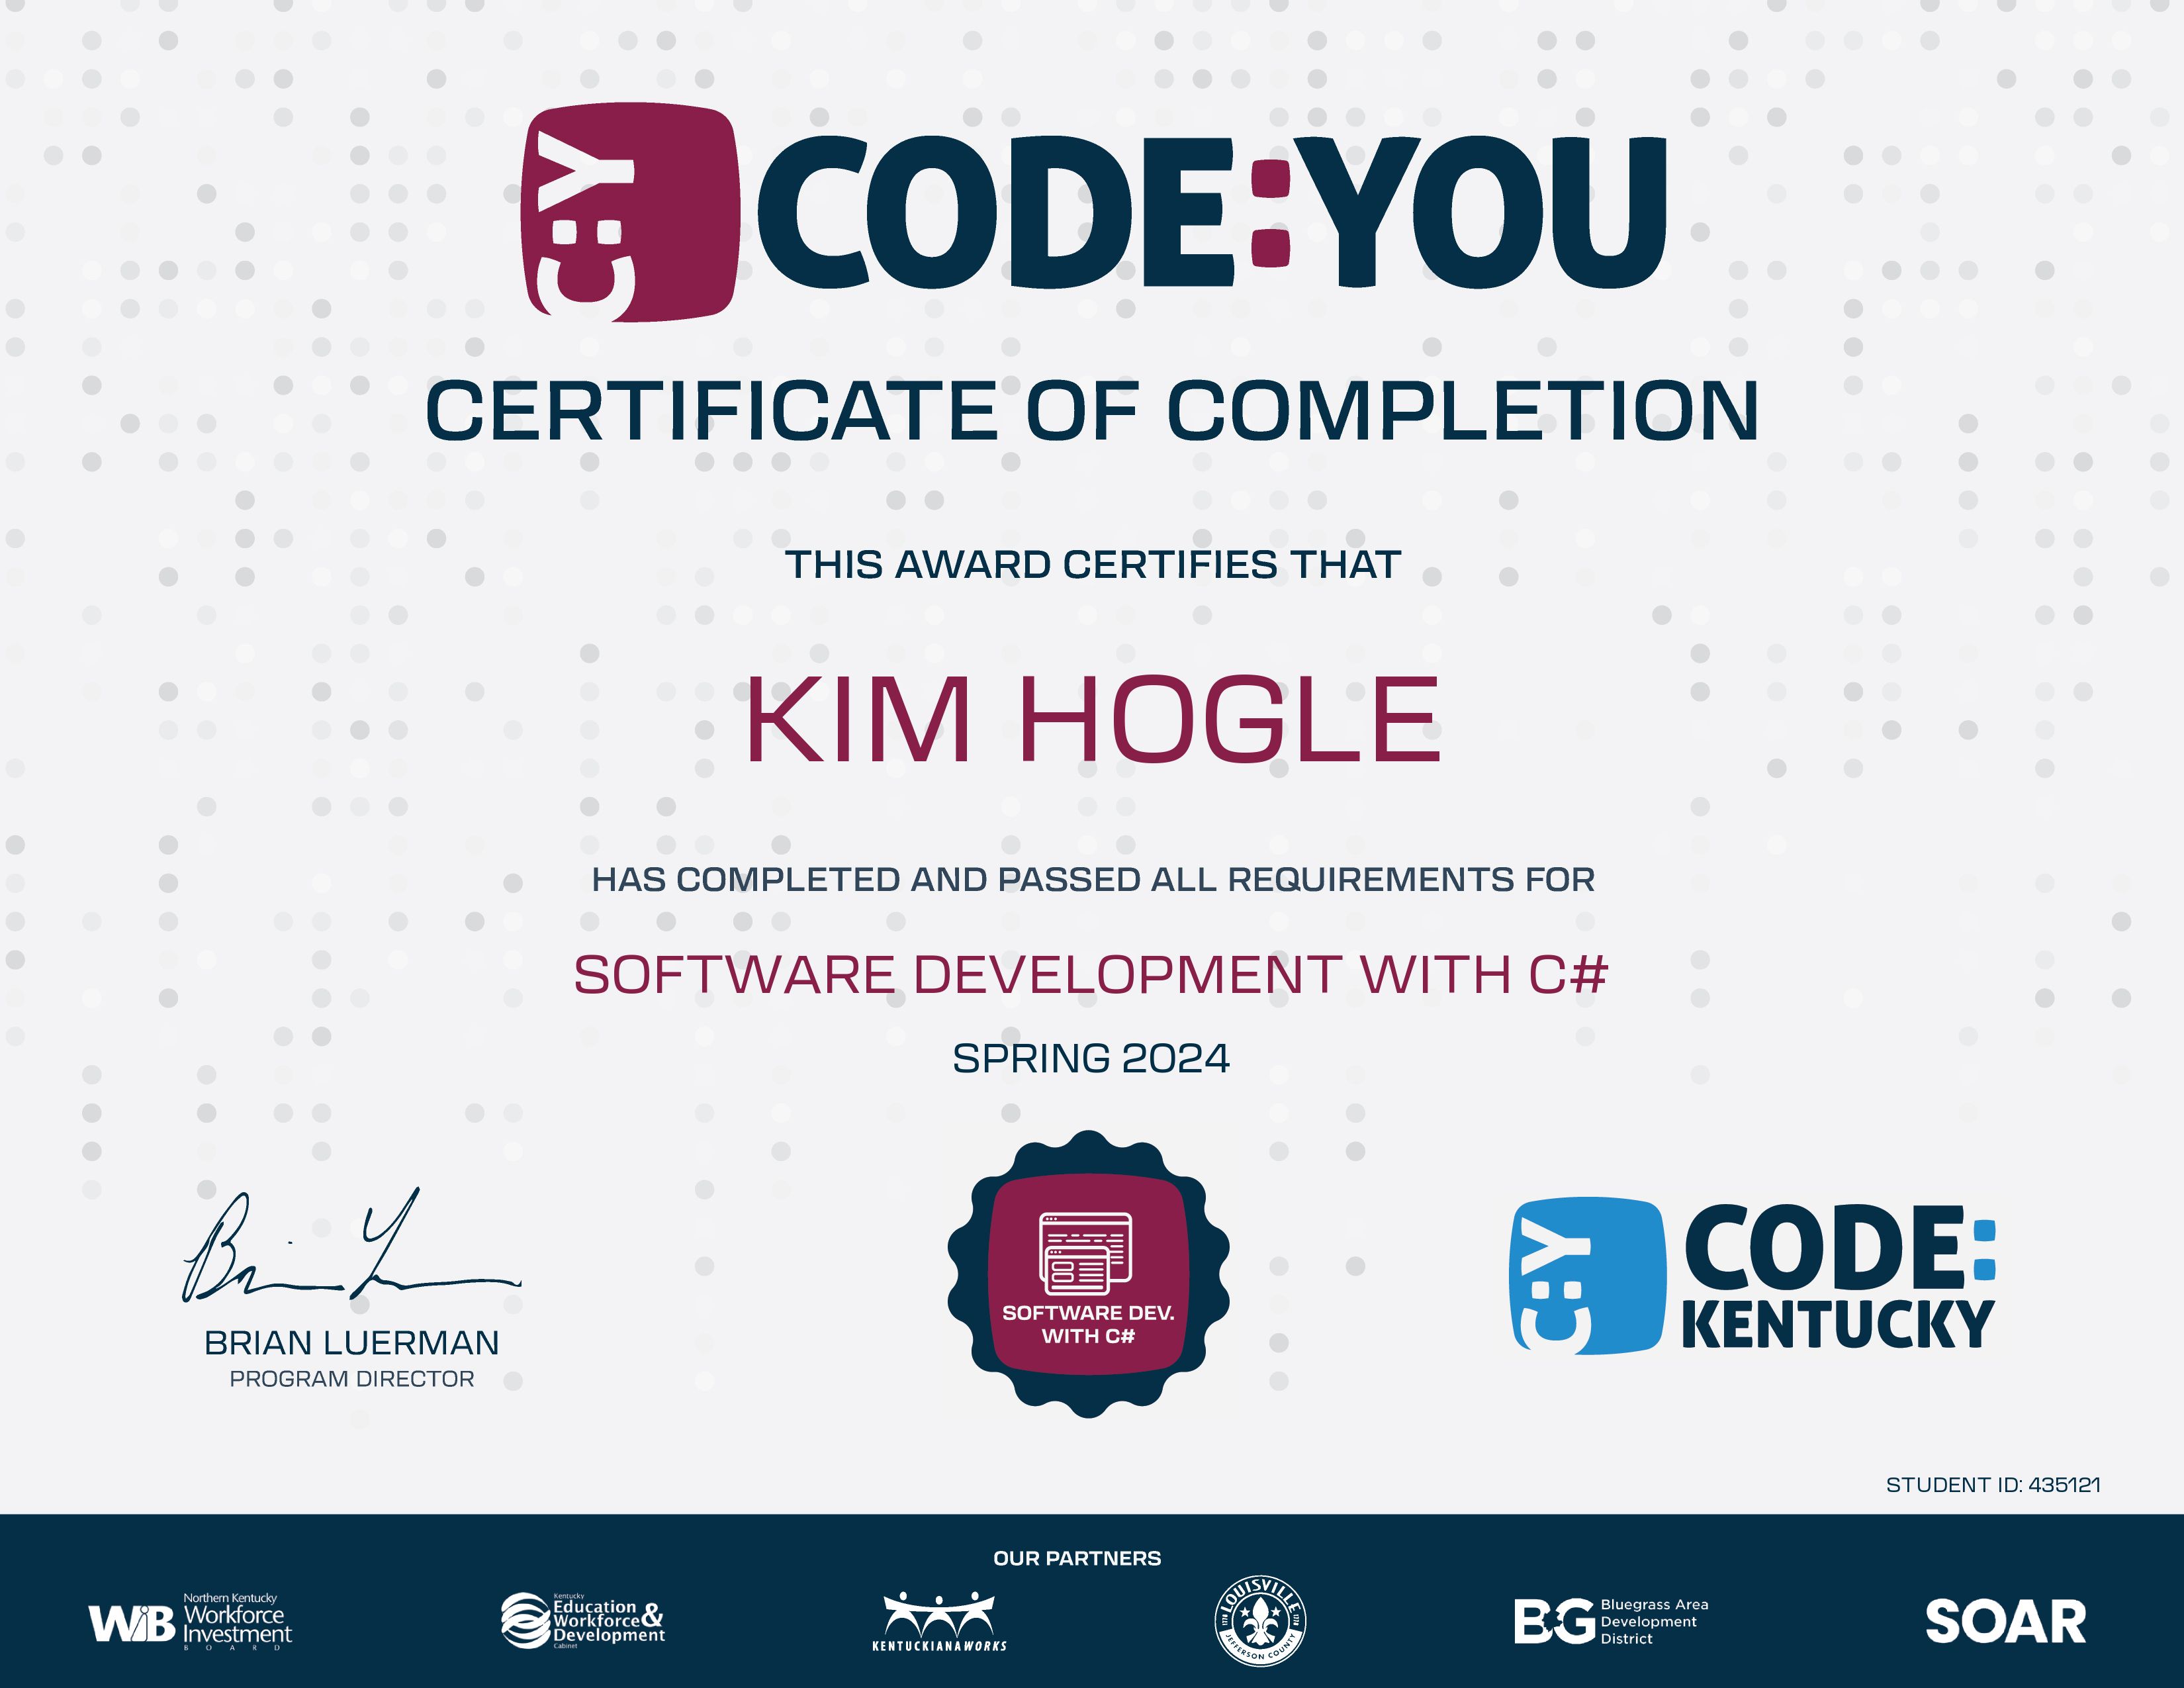 C:Y CODE:YOU
CERTIFICATE OF COMPLETION
THIS AWARD CERTIFIES THAT
KIM HOGLE
HAS COMPLETED AND PASSED ALL REQUIREMENTS FOR
SOFTWARE DEVELOPMENT WITH C#
SPRING 2024
BRIAN LUERMAN
PROGRAM DIRECTOR
SOFTWARE DEV.
WITH C#
C:Y CODE:
KENTUCKY
STUDENT ID: 435121
OUR PARTNERS
WIB
Northern Kentucky
Workforce
Investment
BOARD
Kentucky
Education &
Workforce
Development
Cabinet
KENTUCKIANAWORKS
LOUISVILLE
1778
JEFFERSON COUNTY
BG
Bluegrass Area
Development
District
SOAR